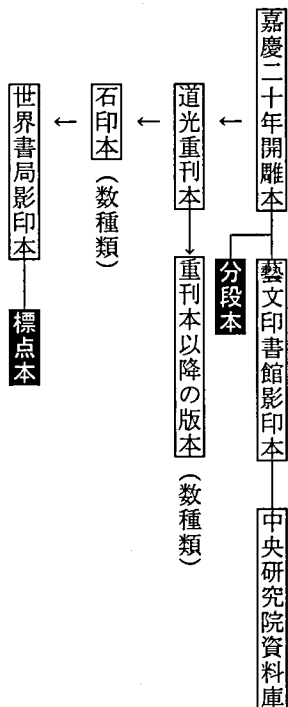 嘉慶二十年開雕本
藝文印書館影印本
中央研究院資料庫
分段本
道光重刊本
重刊本以降の版本（数種類）
石印本（数種類）
世界書局影印本
標点本